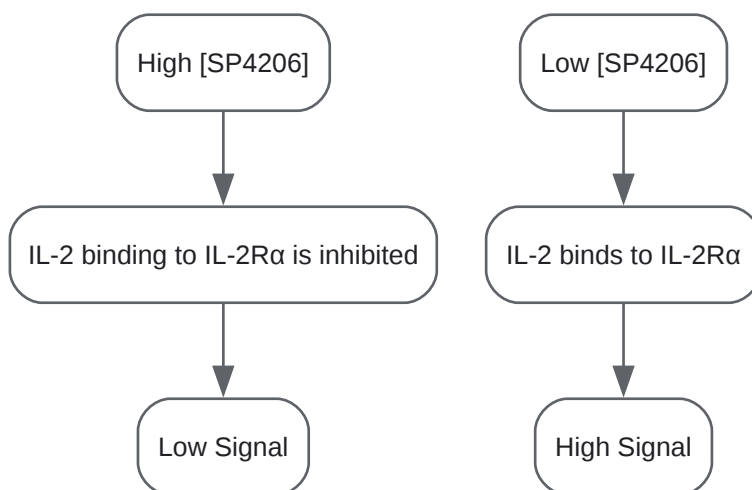 High [SP4206]
Low [SP4206]
IL-2 binding to IL-2Rα is inhibited
IL-2 binds to IL-2Rα
Low Signal
High Signal